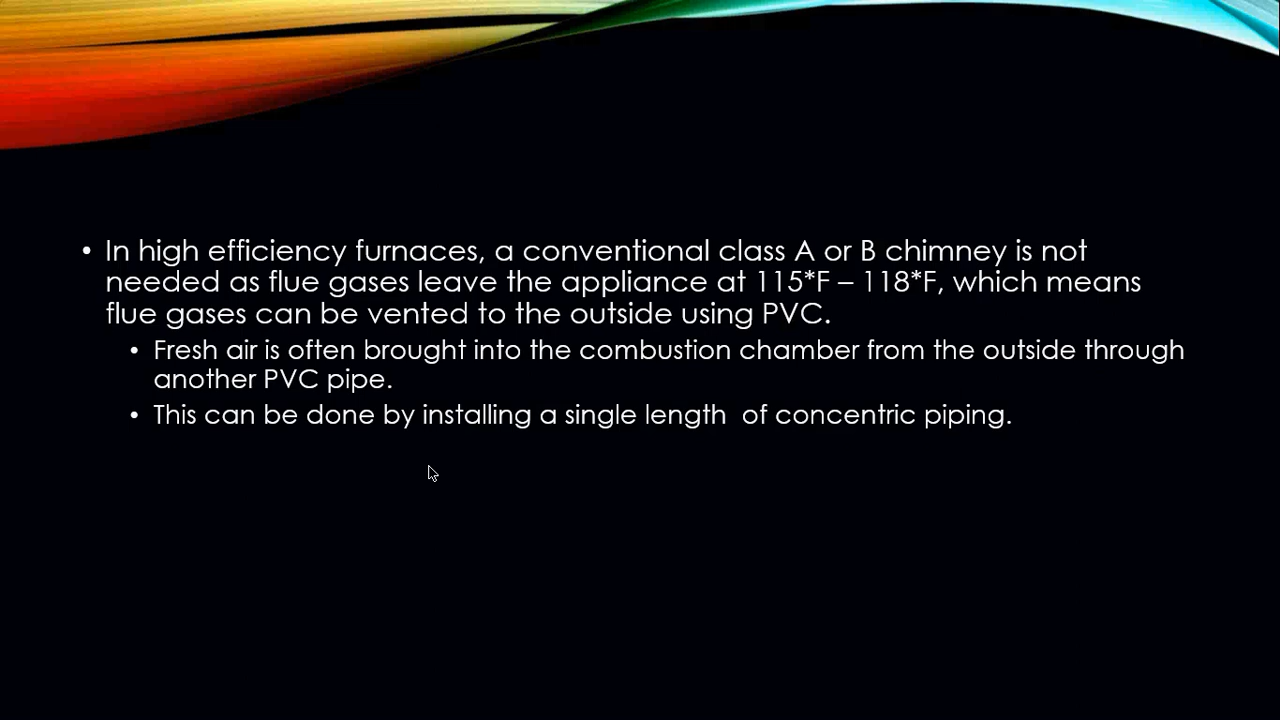 • In high efficiency furnaces, a conventional class A or B chimney is not
needed as flue gases leave the appliance at 115*F – 118*F, which means
flue gases can be vented to the outside using PVC.
• Fresh air is often brought into the combustion chamber from the outside through
another PVC pipe.
• This can be done by installing a single length  of concentric piping.